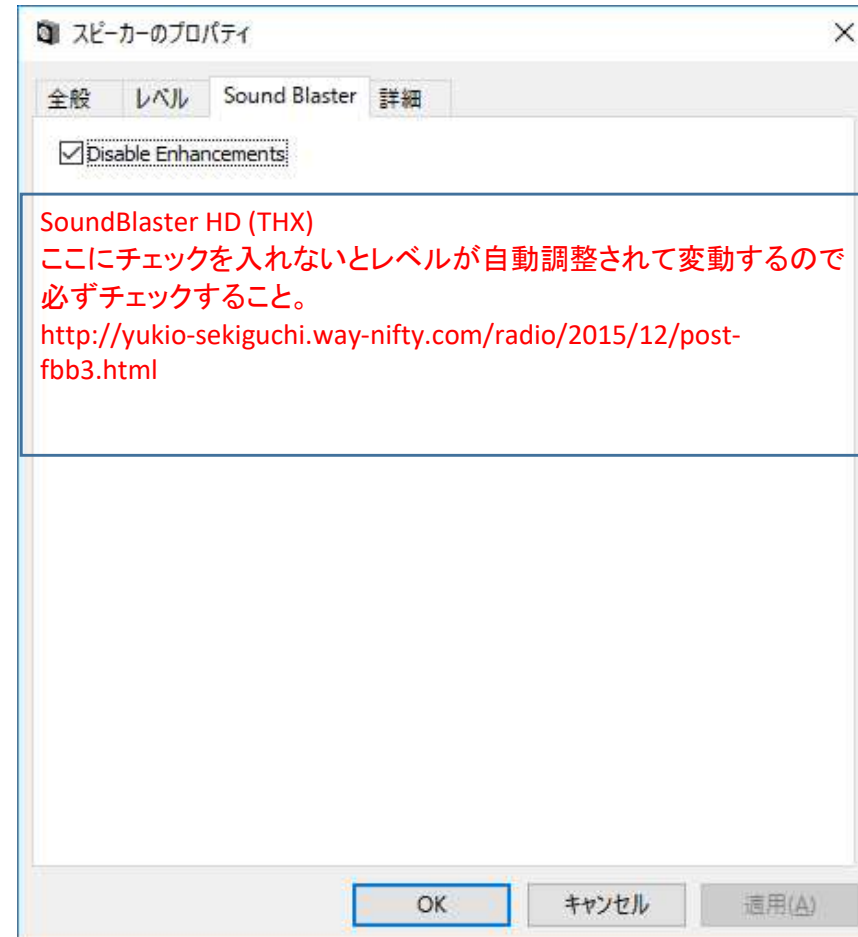 スピーカーのプロパティ
全般 レベル Sound Blaster 詳細
Disable Enhancements
SoundBlaster HD (THX)
ここにチェックを入れないとレベルが自動調整されて変動するので
必ずチェックすること。
http://yukio-sekiguchi.way-nifty.com/radio/2015/12/post-
fbb3.html
OK キャンセル 適用(A)